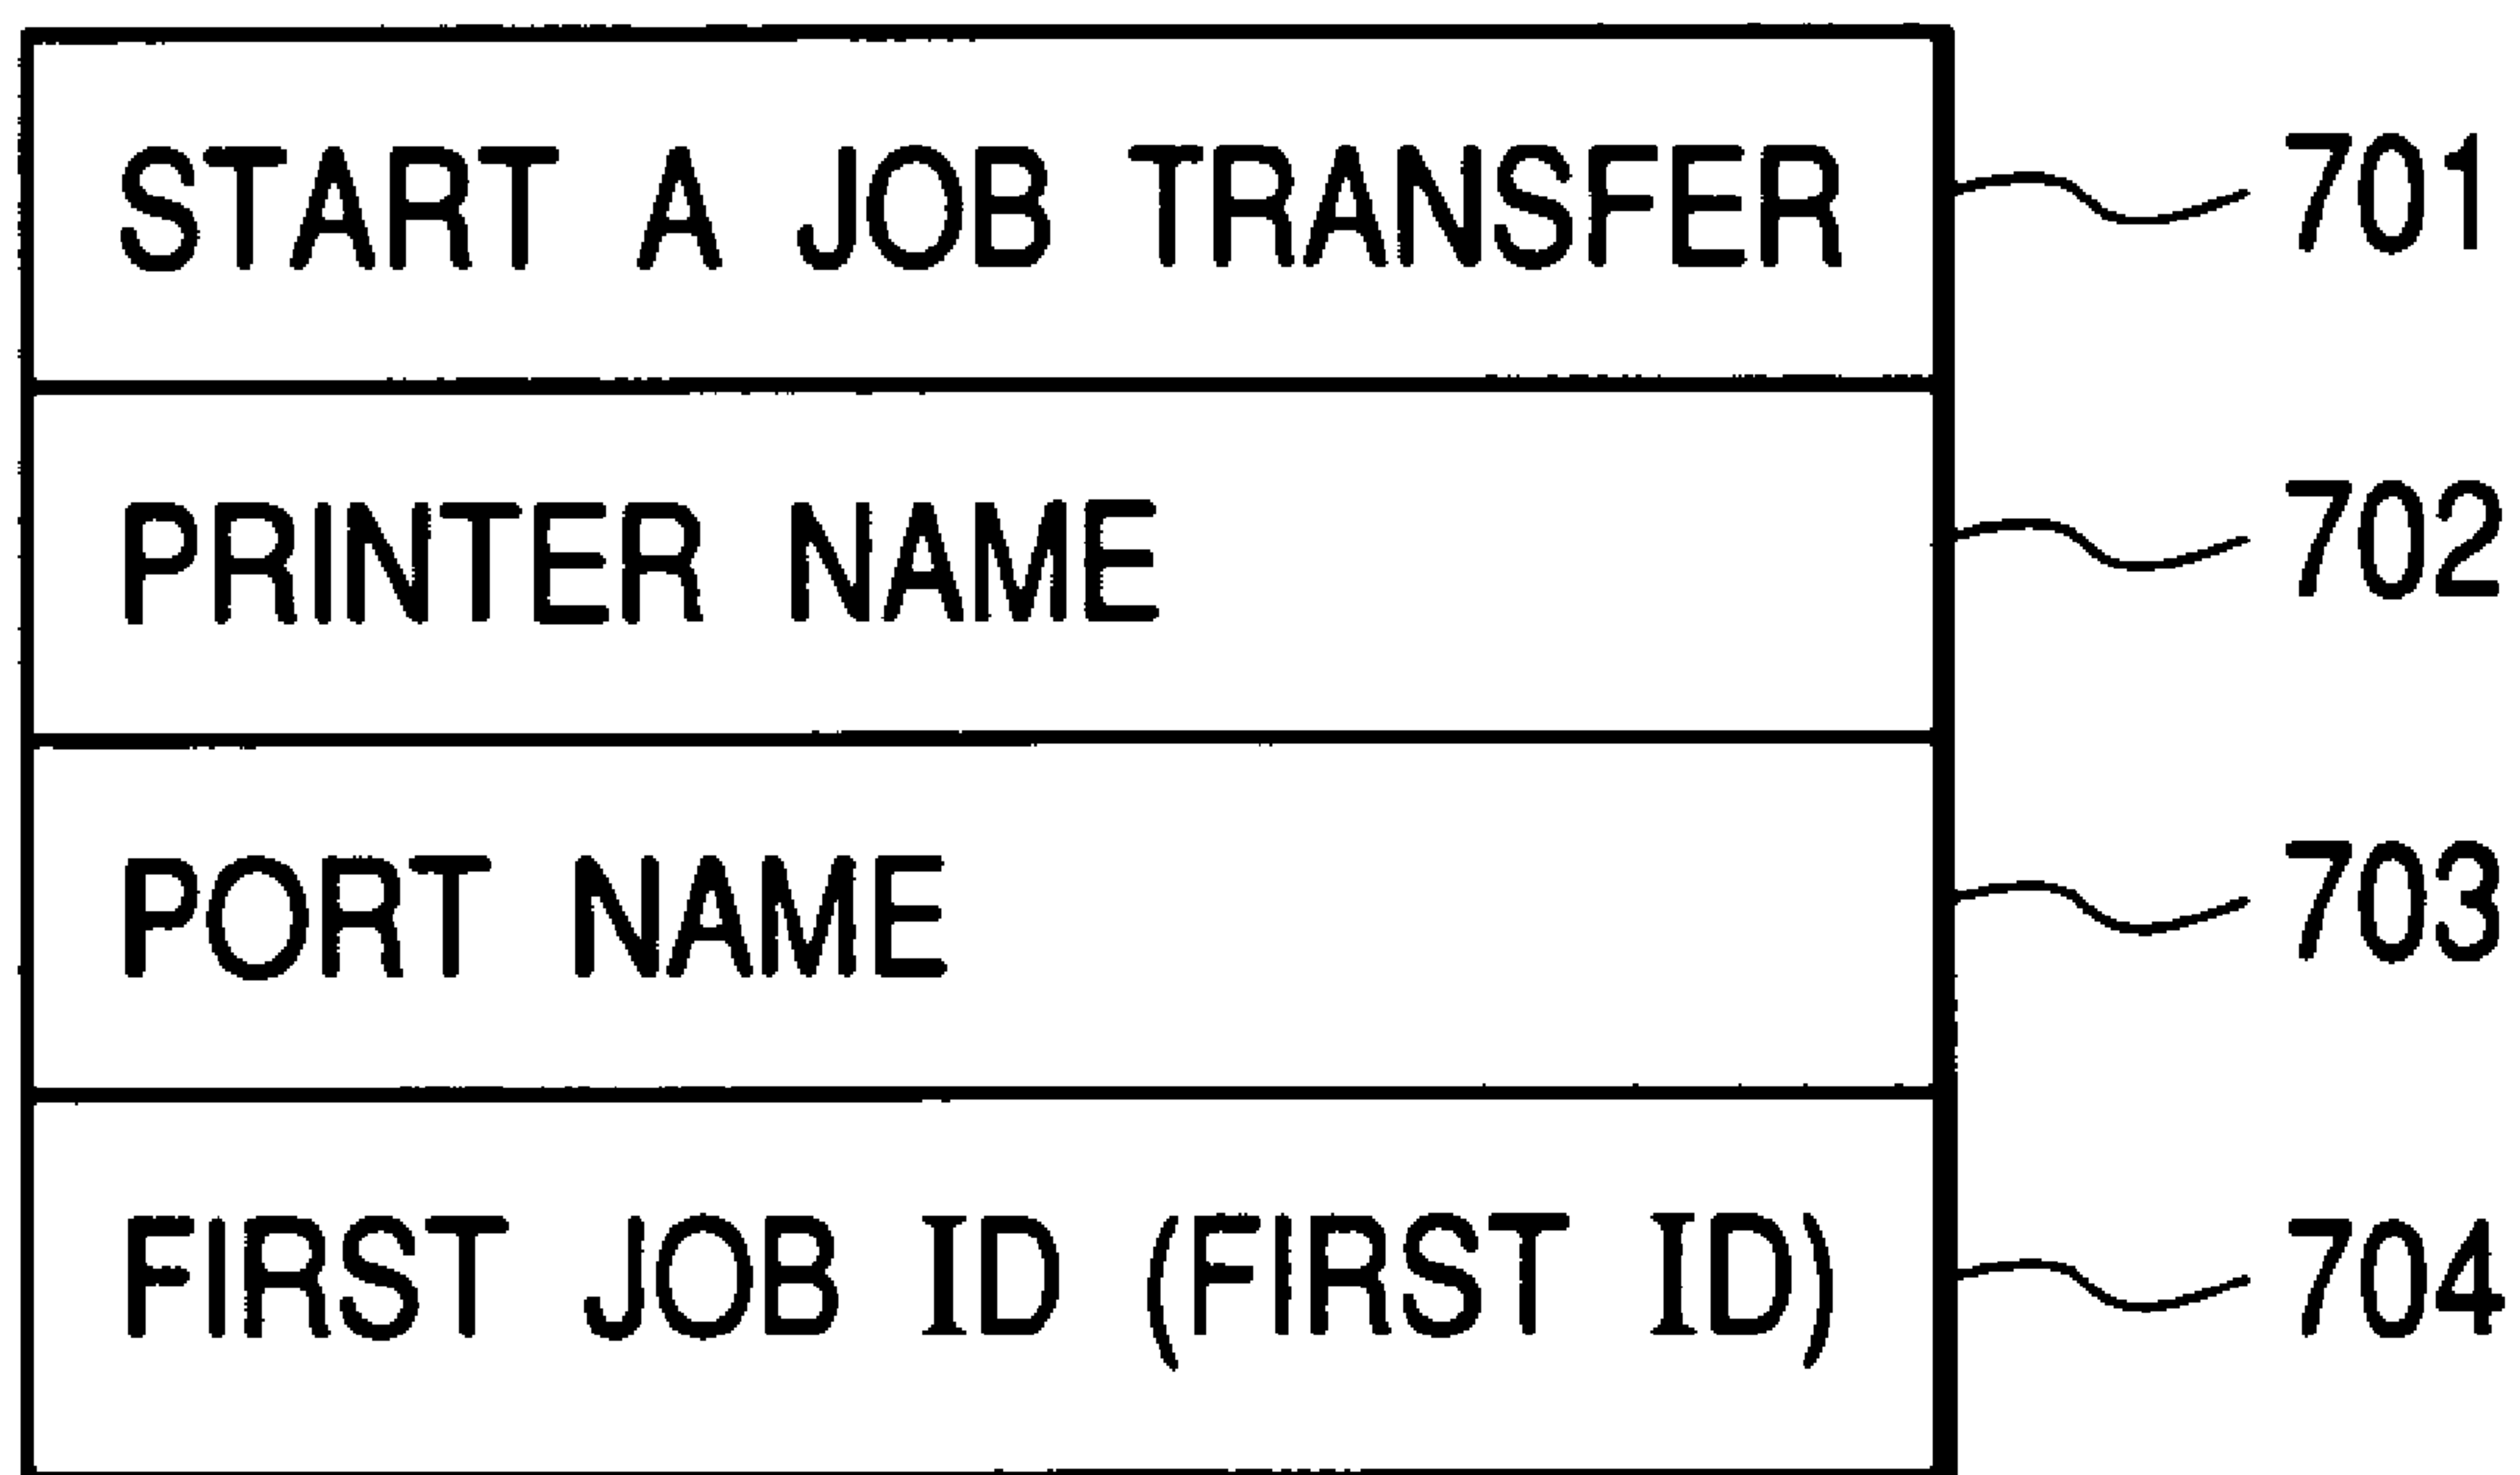 START A JOB TRANSFER 701
PRINTER NAME 702
PORT NAME 703
FIRST JOB ID (FIRST ID) 704